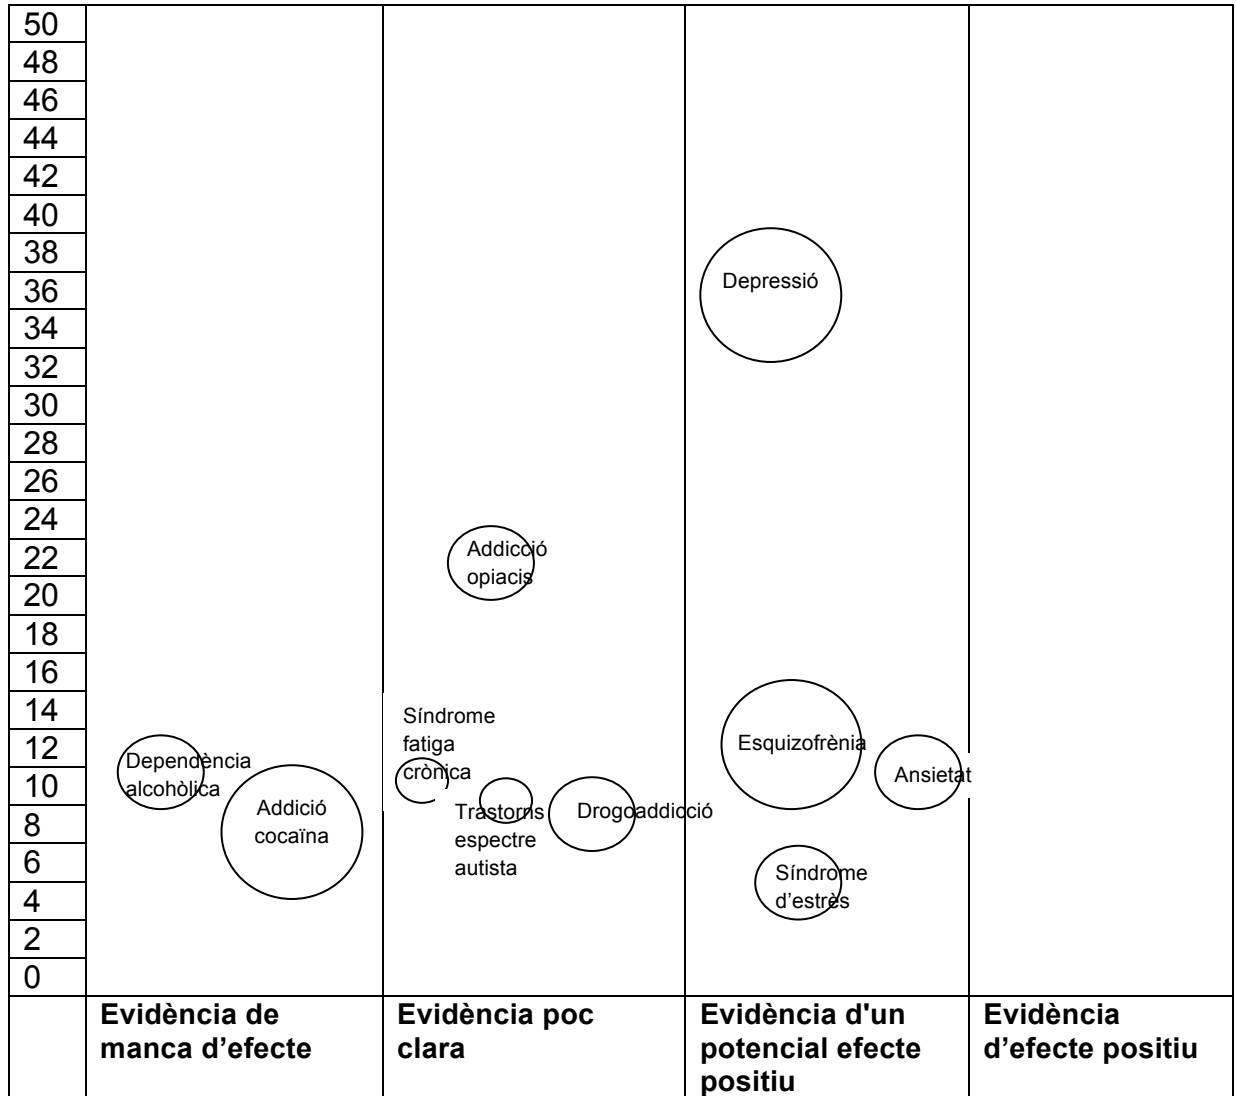 50
48
46
44
42
40
38
36
34
32
30
28
26
24
22
20
18
16
14
12
10
8
6
4
2
0
Depressió
Addicció
opiacis
Síndrome
fatiga
crònica
Esquizofrènia
Ansietat
Dependència
alcohòlica
Addició
cocaïna
Trastorns
espectre
autista
Drogoaddicció
Síndrome
d'estrès
Evidència de
manca d’efecte
Evidència poc
clara
Evidència d'un
potencial efecte
positiu
Evidència
d’efecte positiu